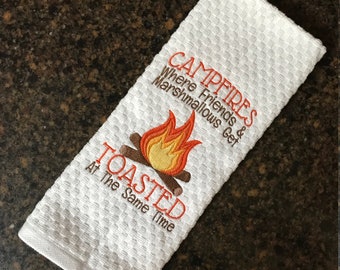 CAMPFIRES
Where Friends &
Marshmallows Get
TOASTED
At The Same Time